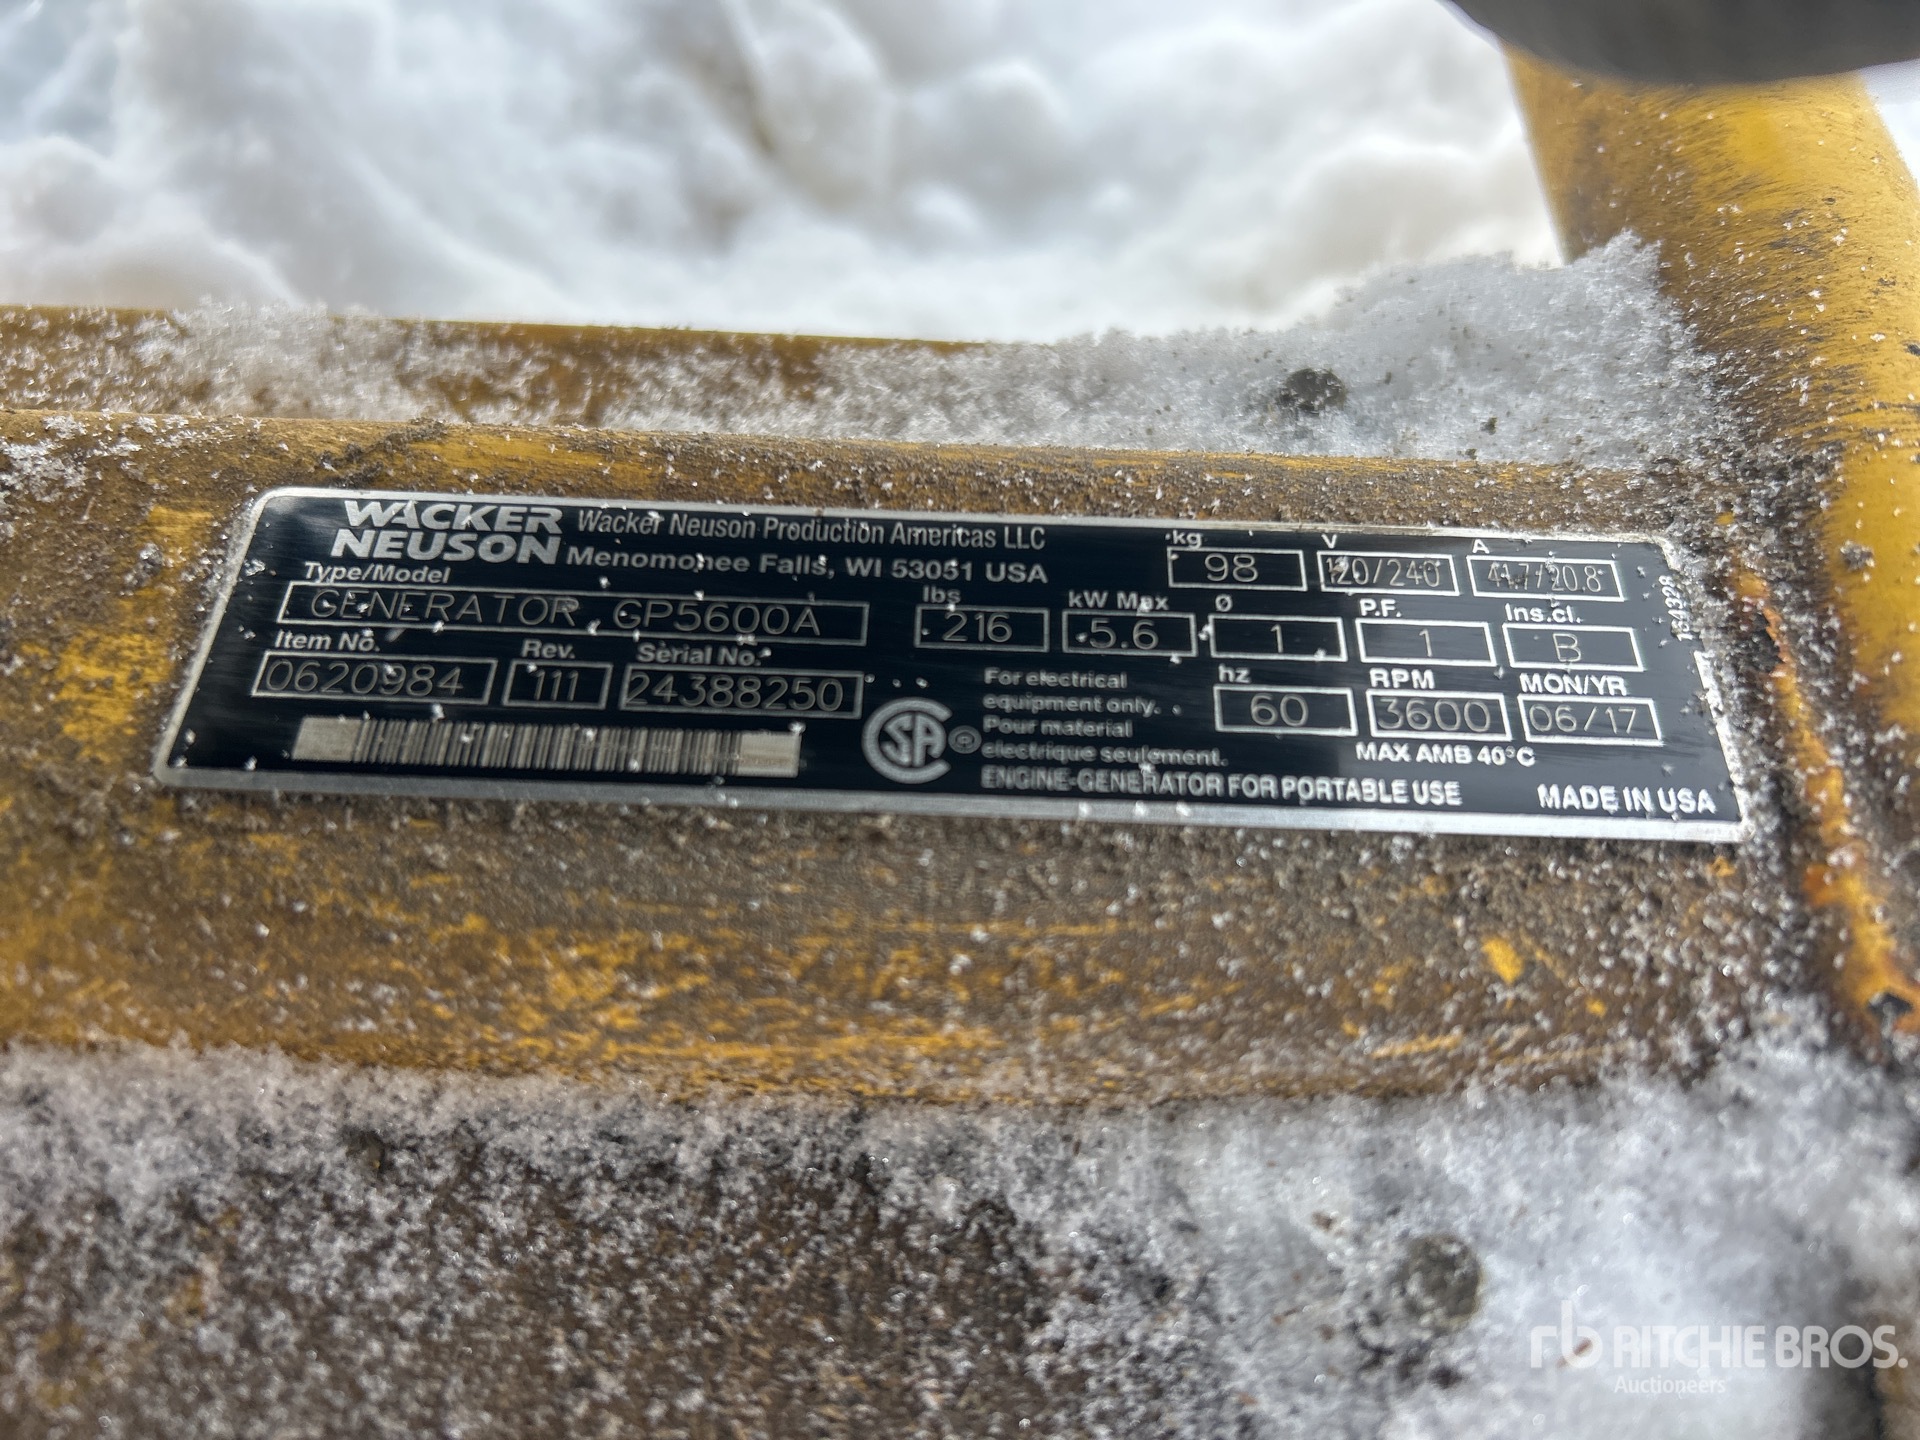 WACKER
NEUSON
Wacker Neuson Production Americas LLC
Menomonee Falls, WI 53051 USA
Type/Model
GENERATOR GP5600A
Item No.
0620984
Rev.
111
Serial No.
24388250
kg
98
V
120/240
A
41.7/20.8
lbs
216
kW Max
5.6
Ø
1
P.F.
1
Ins.cl.
B
hz
60
RPM
3600
MON/YR
06/17
For electrical
equipment only.
Pour material
electrique seulement.
MAX AMB 40°C
ENGINE-GENERATOR FOR PORTABLE USE
MADE IN USA
SA
rb RITCHIE BROS.
Auctioneers